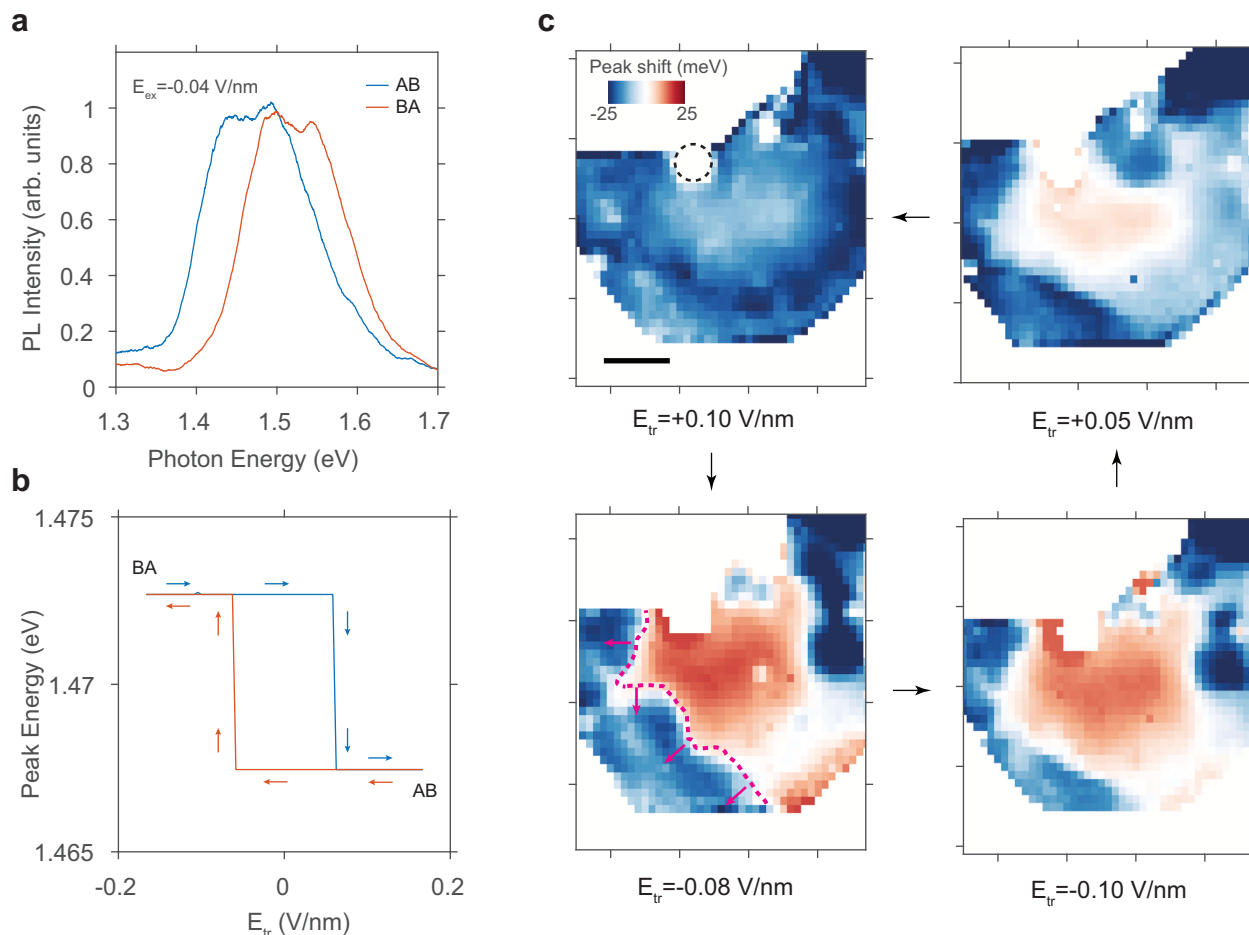 a
E_ex=-0.04 V/nm
AB
BA
1
0.8
0.6
0.4
0.2
0
1.3
1.4
1.5
1.6
1.7
PL Intensity (arb. units)
Photon Energy (eV)
b
1.475
1.47
1.465
BA
AB
-0.2
0
0.2
Peak Energy (eV)
E_tr (V/nm)
c
Peak shift (meV)
-25
25
E_tr=+0.10 V/nm
E_tr=+0.05 V/nm
E_tr=-0.08 V/nm
E_tr=-0.10 V/nm